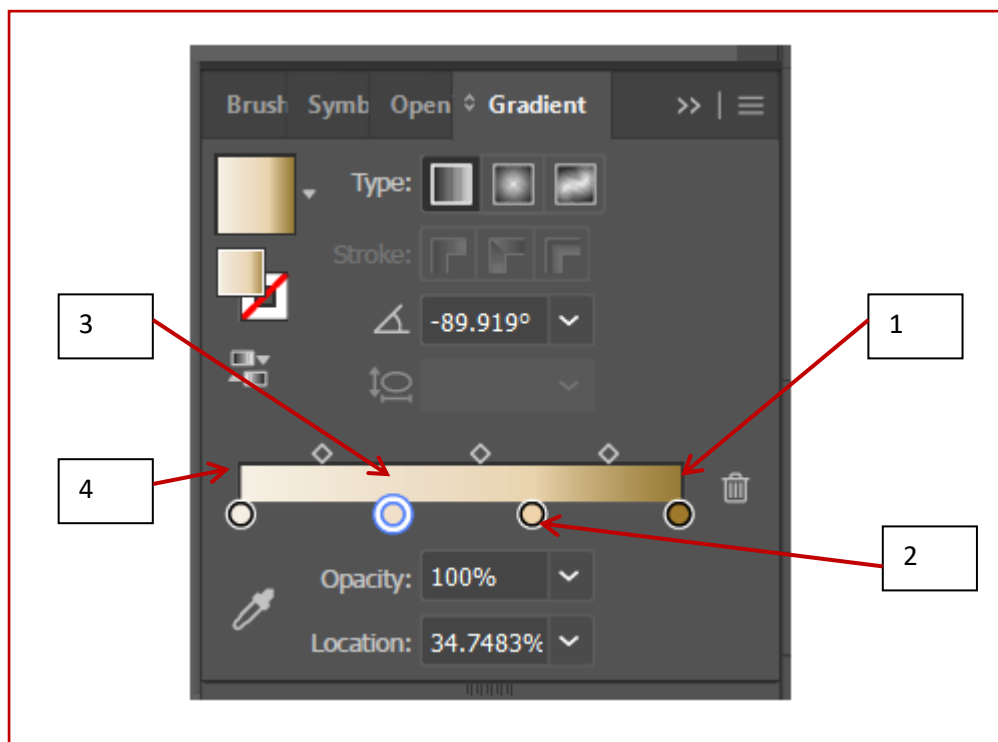 Brush Symb Open Gradient
Type:
Stroke:
3
-89.919°
1
4
2
Opacity: 100%
Location: 34.7483%